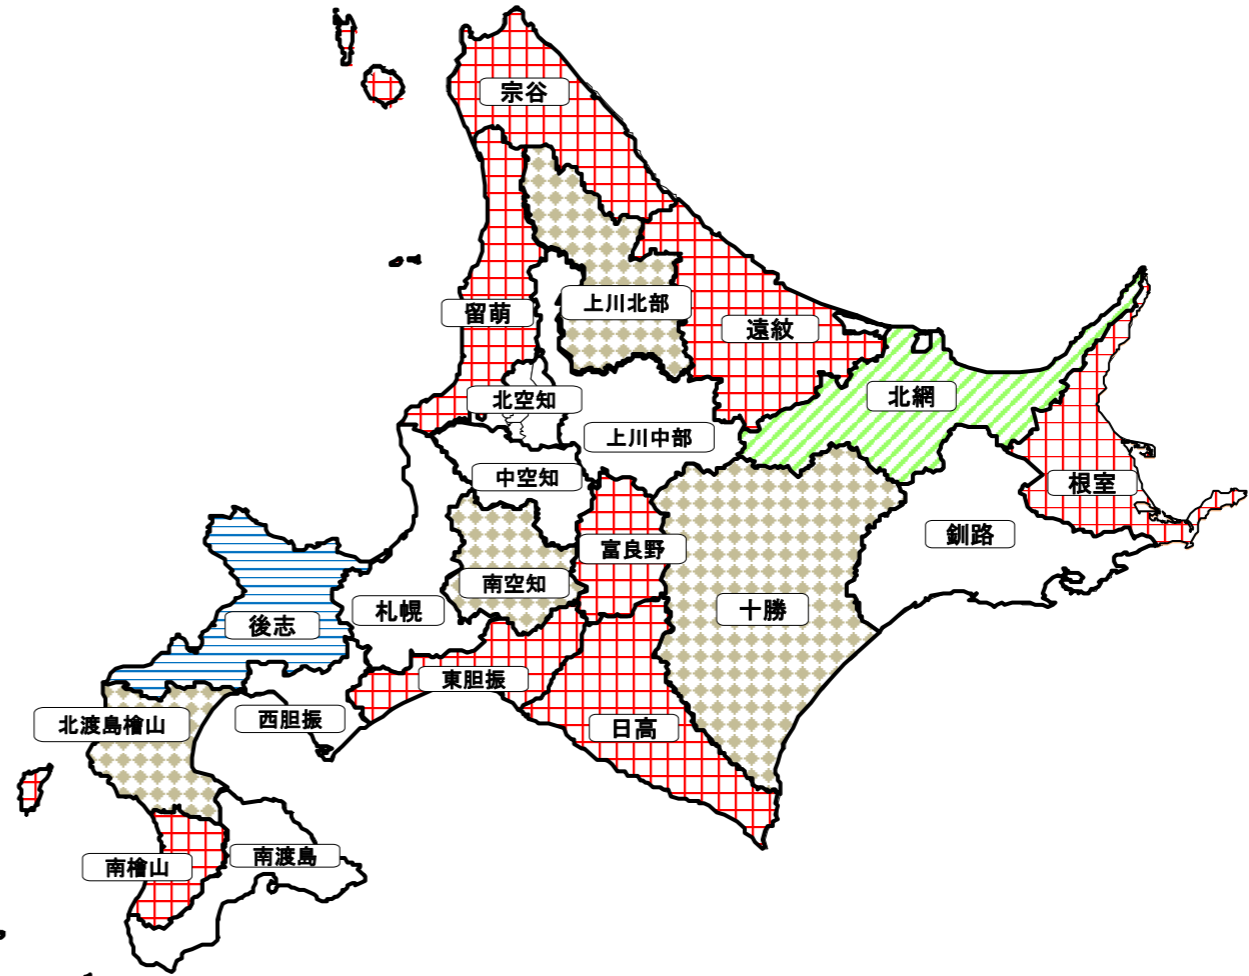 宗谷
上川北部
留萌
遠紋
北網
北空知
上川中部
中空知
根室
釧路
富良野
南空知
十勝
札幌
後志
東胆振
西胆振
北渡島檜山
日高
南渡島
南檜山